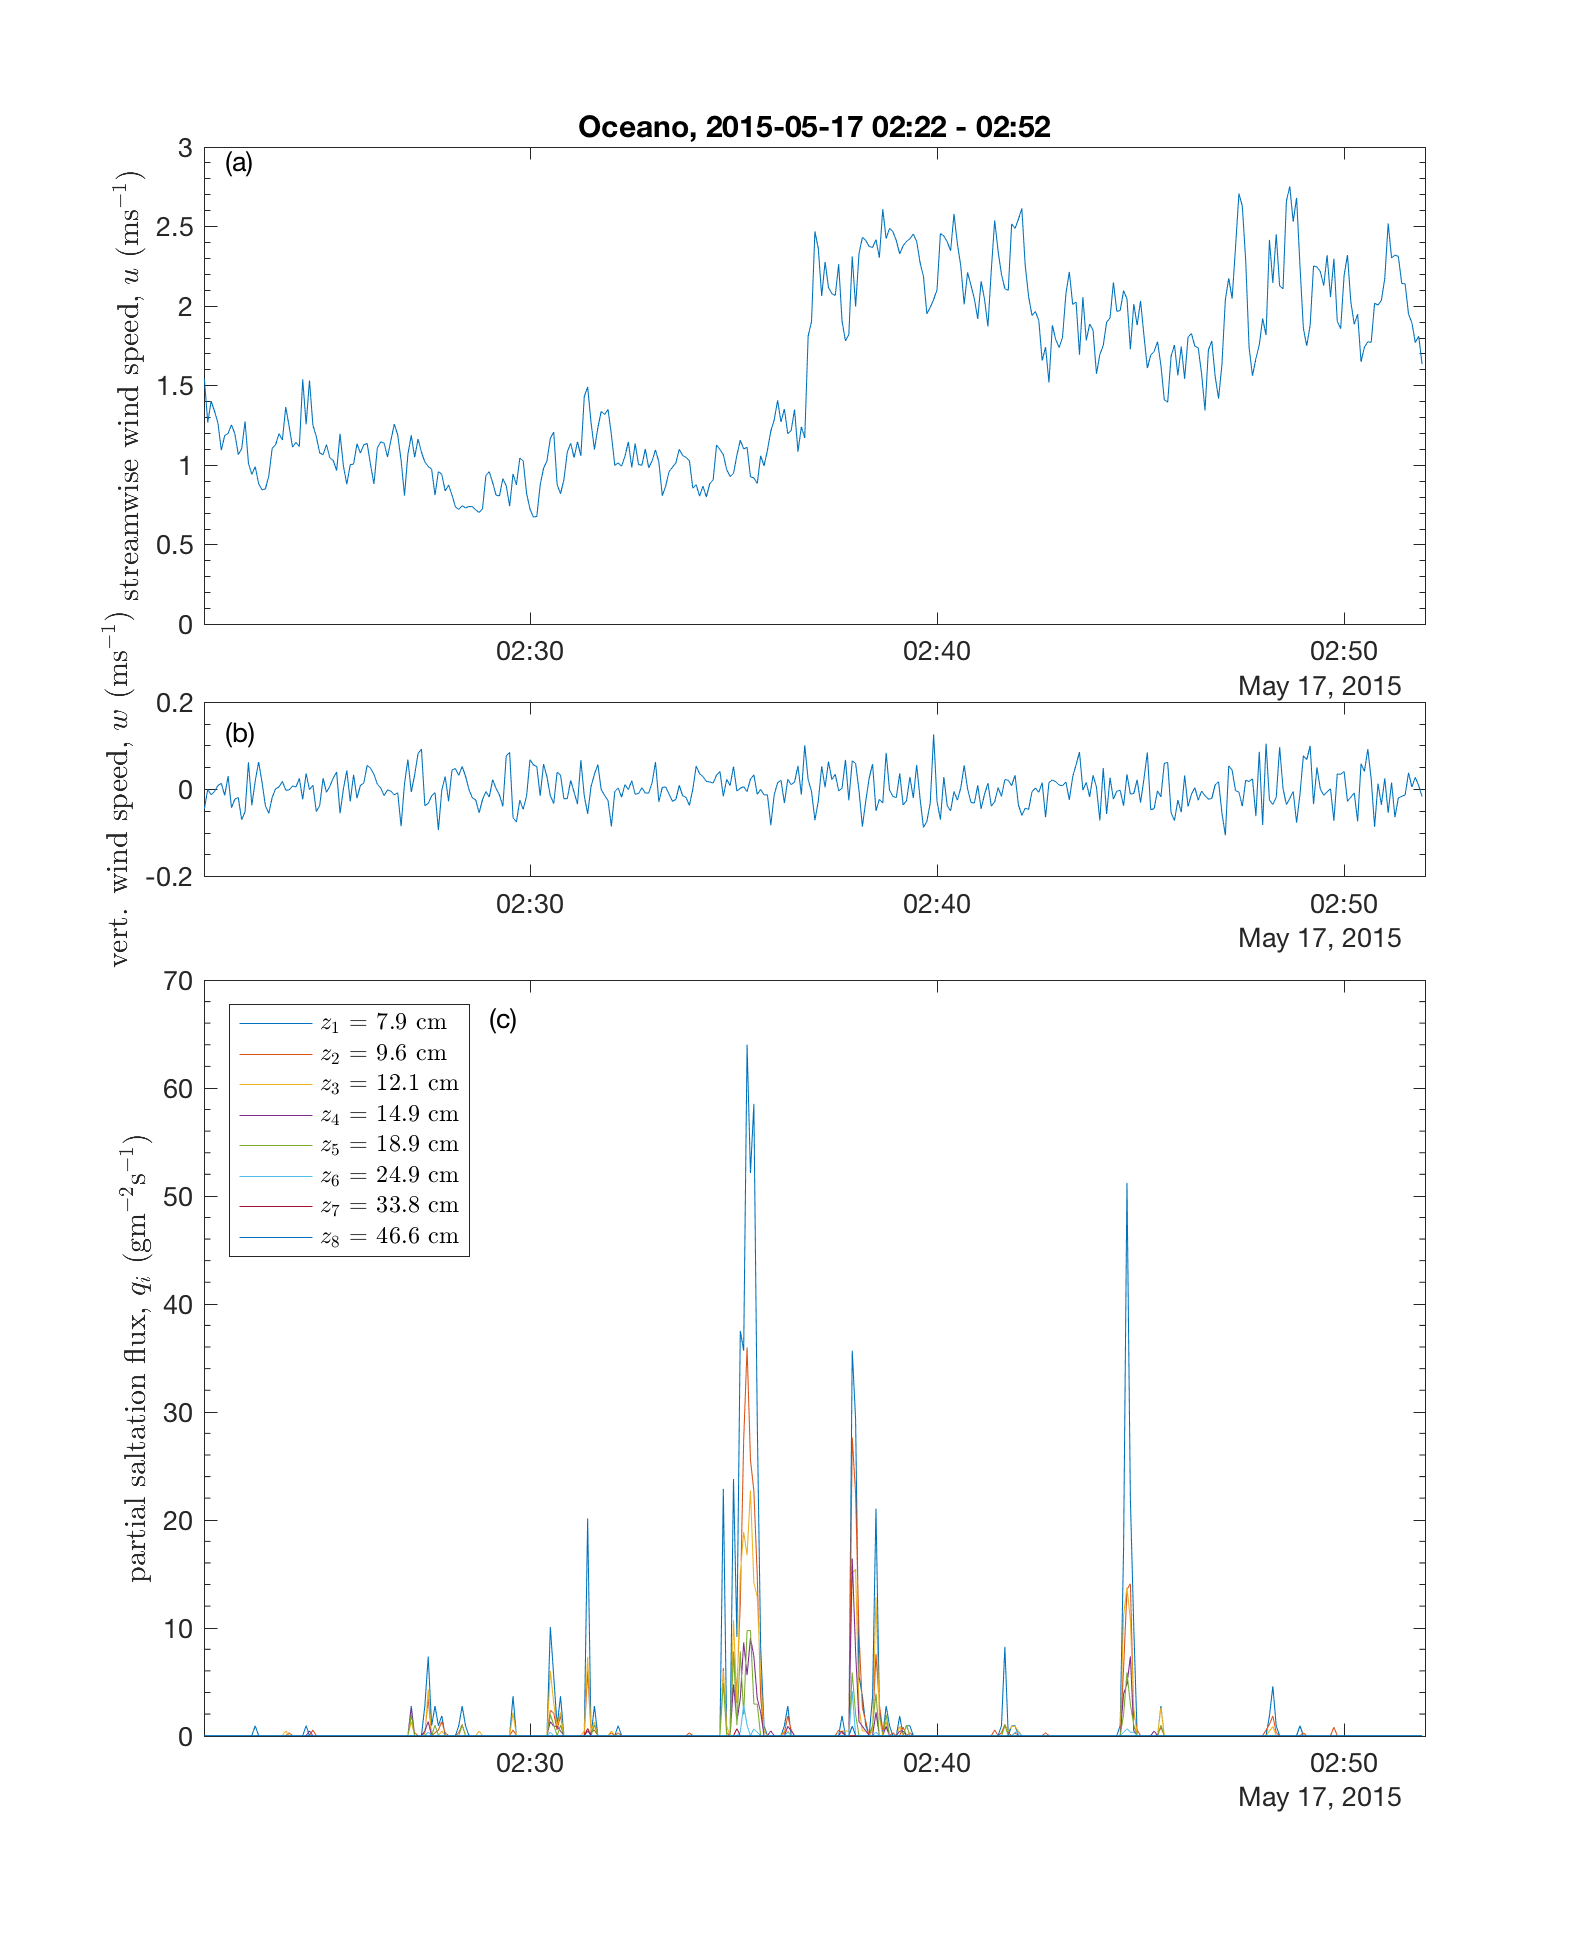 Oceano, 2015-05-17 02:22 - 02:52
(a)
streamwise wind speed, u (ms⁻¹)
3
2.5
2
1.5
1
0.5
0
02:30 02:40 02:50
May 17, 2015
(b)
vert. wind speed, w (ms⁻¹)
0.2
0
-0.2
02:30 02:40 02:50
May 17, 2015
(c)
partial saltation flux, qᵢ (gm⁻²s⁻¹)
70
60
50
40
30
20
10
0
z₁ = 7.9 cm
z₂ = 9.6 cm
z₃ = 12.1 cm
z₄ = 14.9 cm
z₅ = 18.9 cm
z₆ = 24.9 cm
z₇ = 33.8 cm
z₈ = 46.6 cm
02:30 02:40 02:50
May 17, 2015